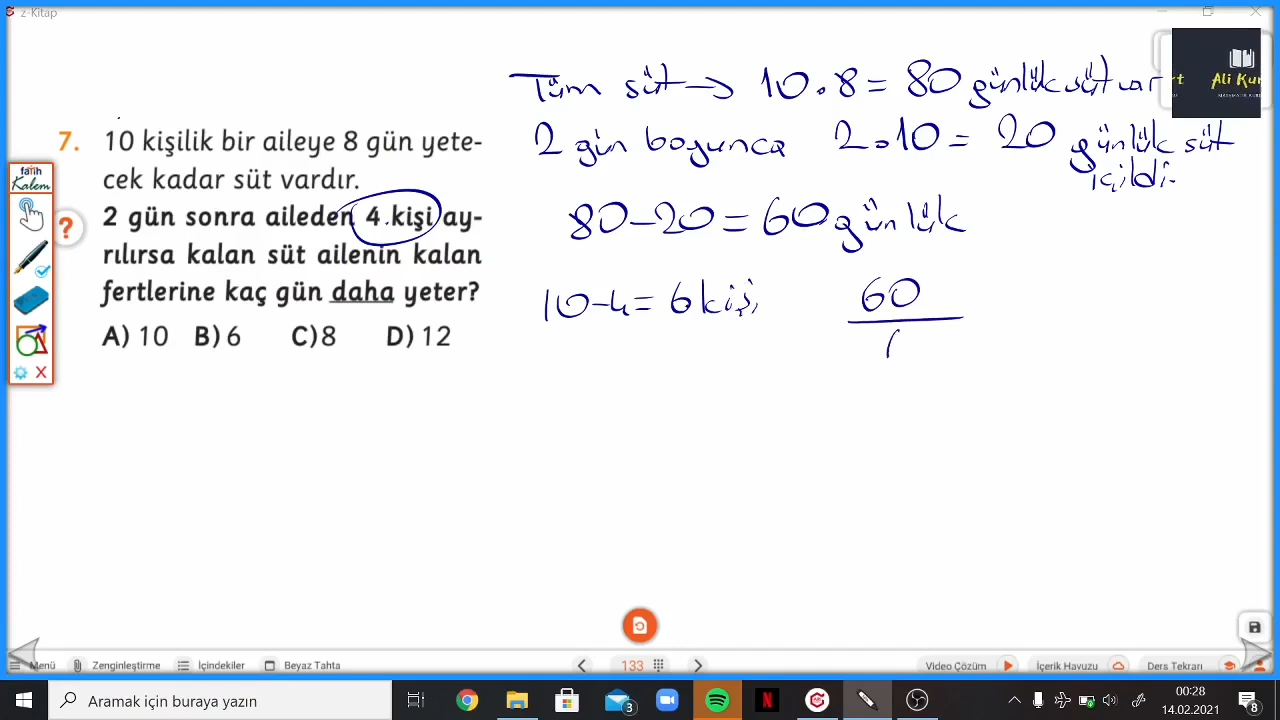 z-Kitap
Ali Kur
Tüm süt → 10.8 = 80 günlük süt var
2 gün boyunca 2.10 = 20 günlük süt
içildi.
80-20=60 günlük
10-4= 6 kişi
60
7. 10 kişilik bir aileye 8 gün yete-
cek kadar süt vardır.
2 gün sonra aileden 4 kişi ay-
rılırsa kalan süt ailenin kalan
fertlerine kaç gün daha yeter?
A) 10 B) 6 C) 8 D) 12
fatih
Kalem
?
Menü Zenginleştirme İçindekiler Beyaz Tahta 133 Video Çözüm İçerik Havuzu Ders Tekrarı
Aramak için buraya yazın
3
N
00:28
14.02.2021
8